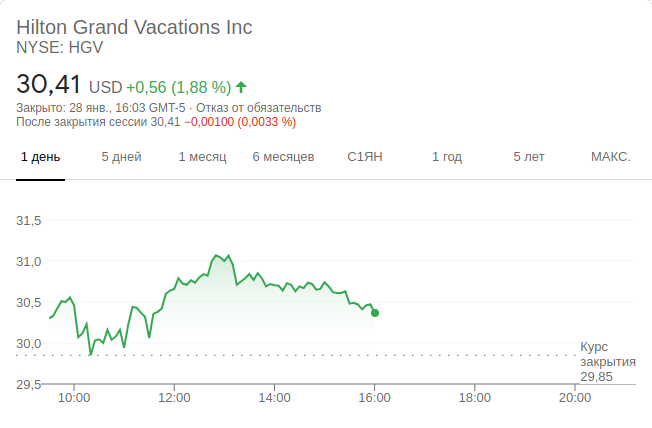 Hilton Grand Vacations Inc
NYSE: HGV
30,41 USD +0,56 (1,88 %)
Закрыто: 28 янв., 16:03 GMT-5 · Отказ от обязательств
После закрытия сессии 30,41 −0,00100 (0,0033 %)
1 день 5 дней 1 месяц 6 месяцев С1ЯН 1 год 5 лет МАКС.
31,5
31,0
30,5
30,0
29,5
Курс
закрытия
29,85
10:00 12:00 14:00 16:00 18:00 20:00